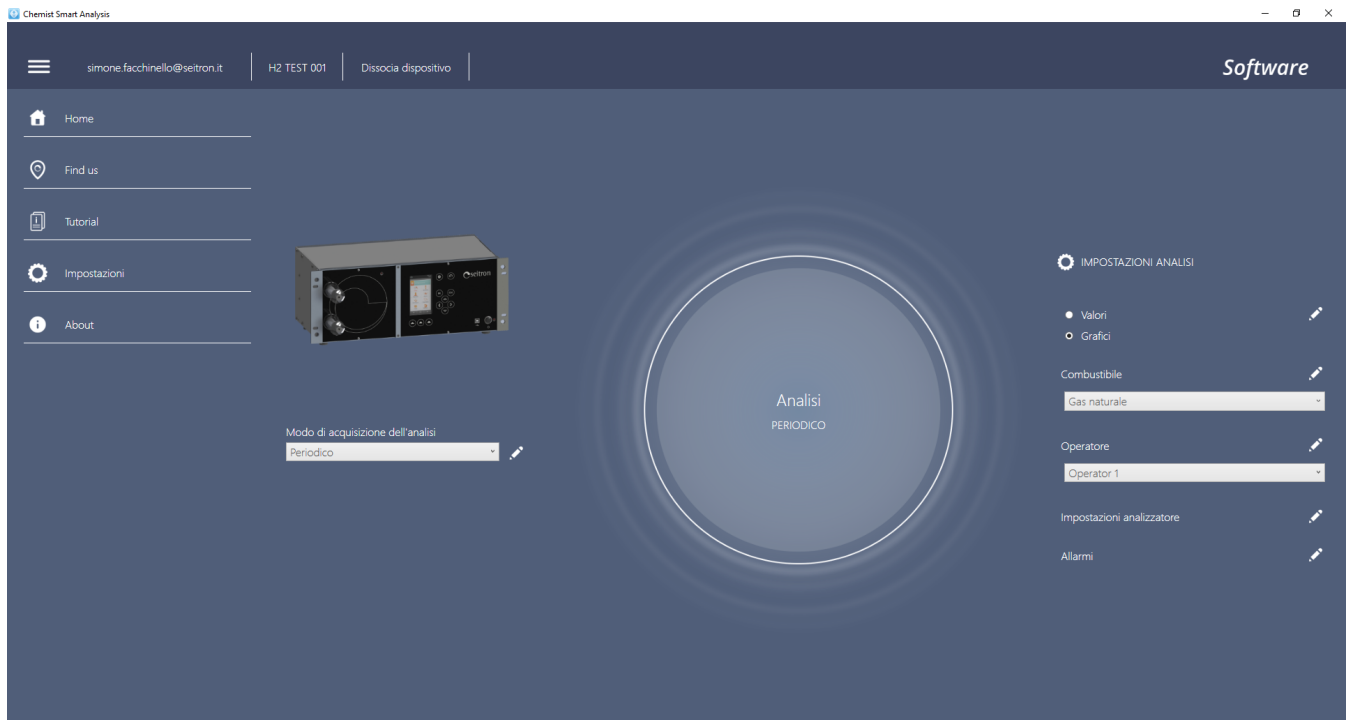 Chemist Smart Analysis
simone.facchinello@seitron.it
H2 TEST 001
Dissocia dispositivo
Software
Home
Find us
Tutorial
Impostazioni
About
seitron
Modo di acquisizione dell'analisi
Periodico
Analisi
PERIODICO
IMPOSTAZIONI ANALISI
Valori
Grafici
Combustibile
Gas naturale
Operatore
Operator 1
Impostazioni analizzatore
Allarmi